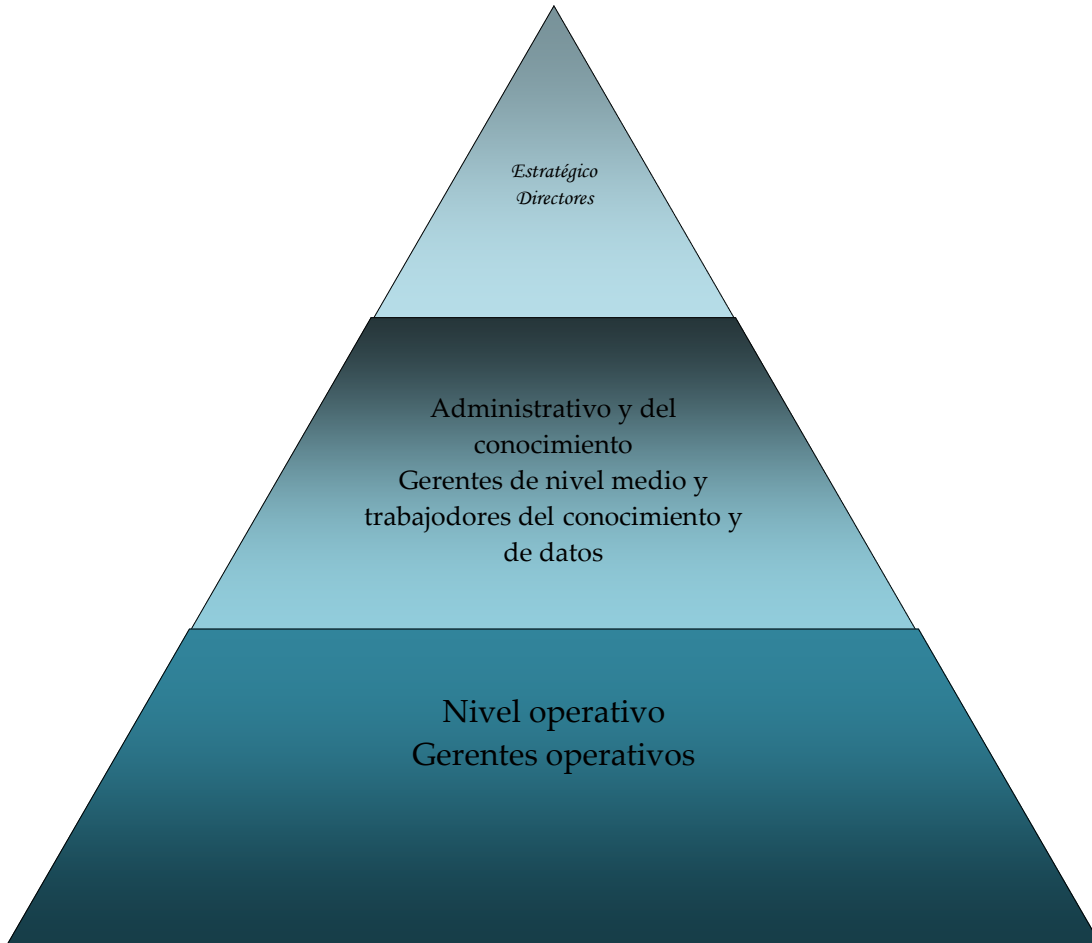 Estratégico
Directores
Administrativo y del
conocimiento
Gerentes de nivel medio y
trabajodores del conocimiento y
de datos
Nivel operativo
Gerentes operativos